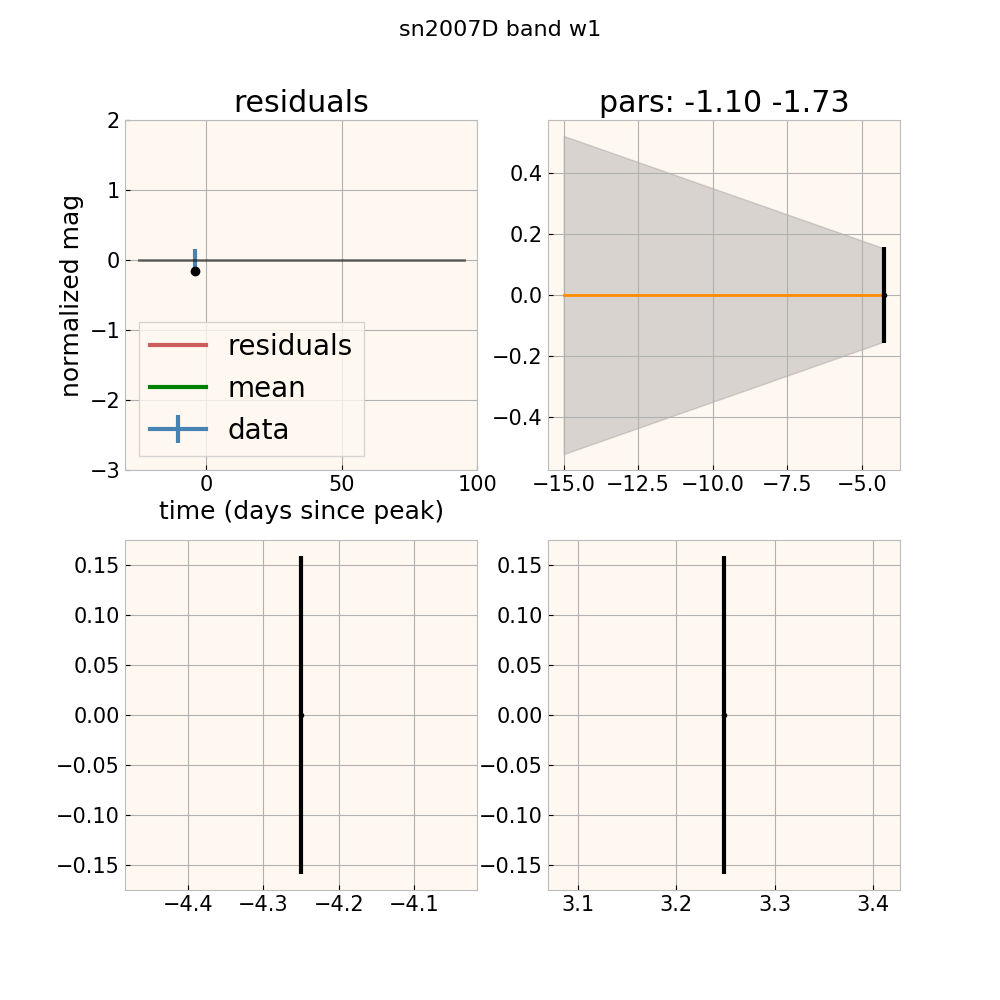 sn2007D band w1
residuals
pars: -1.10 -1.73
normalized mag
2
1
0
−1
−2
−3
residuals
mean
data
0 50 100
time (days since peak)
0.4
0.2
0.0
−0.2
−0.4
−15.0 −12.5 −10.0 −7.5 −5.0
0.15
0.10
0.05
0.00
−0.05
−0.10
−0.15
−4.4 −4.3 −4.2 −4.1
0.15
0.10
0.05
0.00
−0.05
−0.10
−0.15
3.1 3.2 3.3 3.4